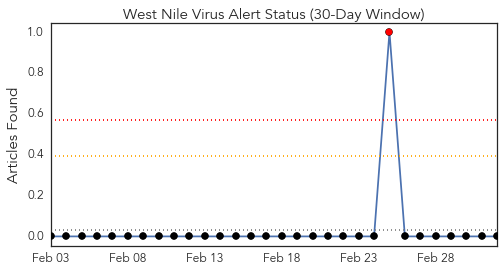 West Nile Virus Alert Status (30-Day Window)
Articles Found
1.0
0.8
0.6
0.4
0.2
0.0
Feb 03 Feb 08 Feb 13 Feb 18 Feb 23 Feb 28